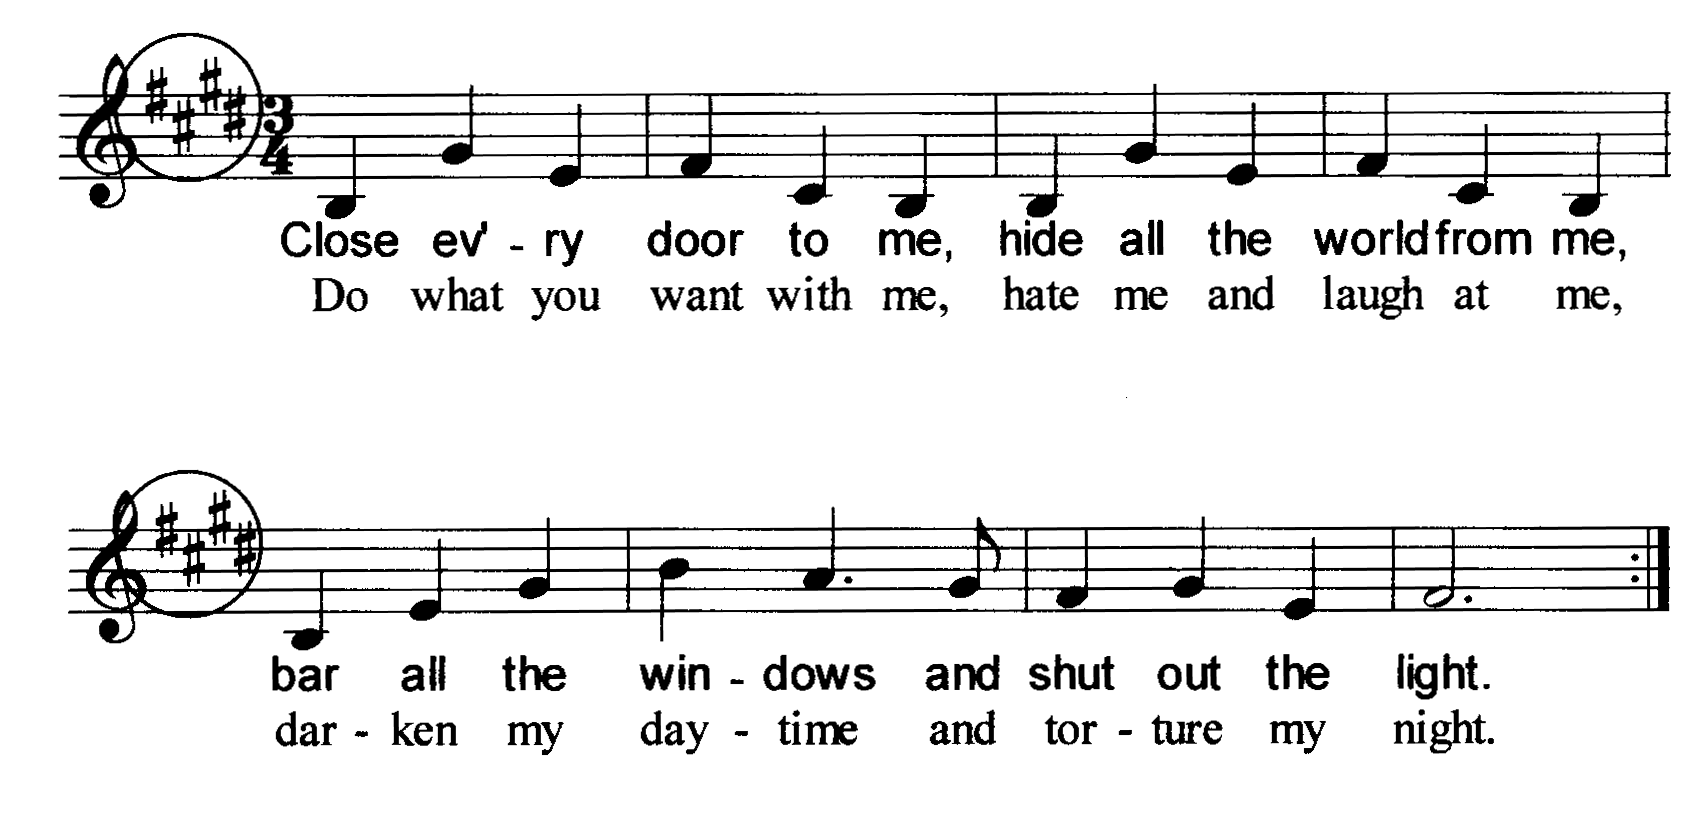 3
4
Close ev' - ry door to me, hide all the world from me,
Do what you want with me, hate me and laugh at me,
bar all the win - dows and shut out the light.
dar - ken my day - time and tor - ture my night.